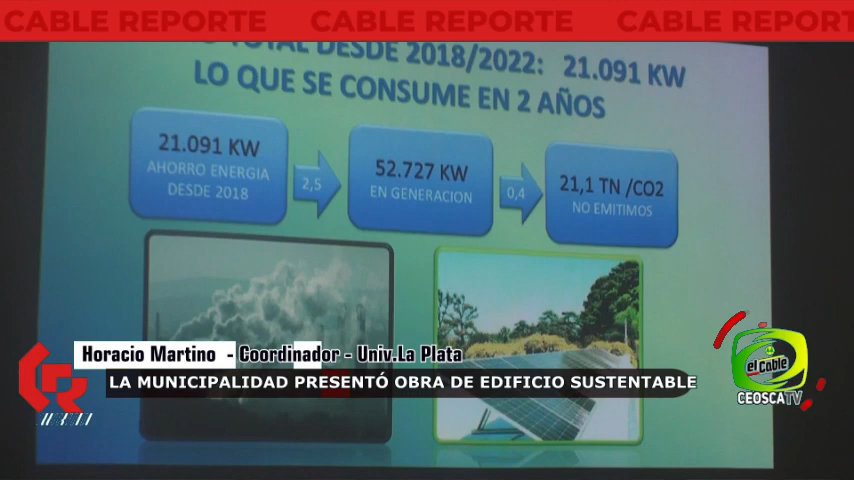 CABLE REPORTE CABLE REPORTE CABLE REPORT
TOTAL DESDE 2018/2022: 21.091 KW
LO QUE SE CONSUME EN 2 AÑOS
21.091 KW
AHORRO ENERGIA
DESDE 2018
2,5
52.727 KW
EN GENERACION
0,4
21,1 TN /CO2
NO EMITIMOS
Horacio Martino - Coordinador - Univ.La Plata
LA MUNICIPALIDAD PRESENTÓ OBRA DE EDIFICIO SUSTENTABLE
el cable
CEOSCATV